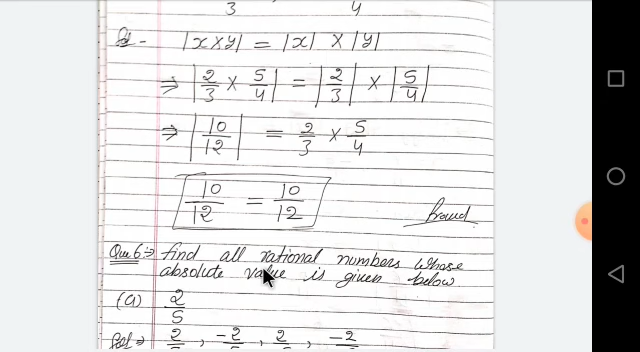 3 4
Sol - |x×y| = |x| × |y|
⇒ |2/3 × 5/4| = |2/3| × |5/4|
⇒ |10/12| = 2/3 × 5/4
10/12 = 10/12
Proved
Que 6:⇒ find all rational numbers whose
absolute value is given below
(a) 2/5
Sol ⇒ 2/ , -2/ , 2/ , -2/